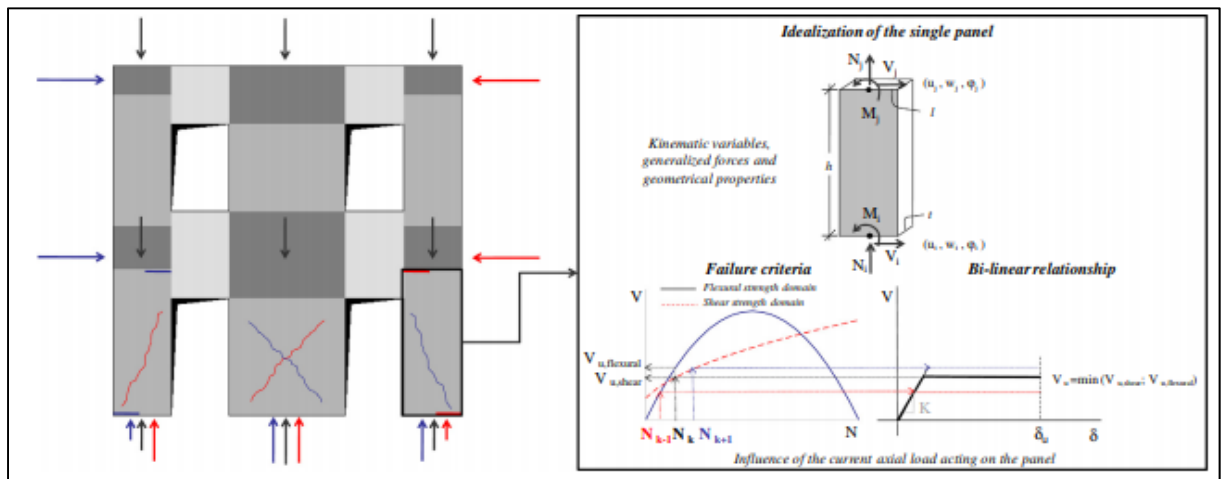 Idealization of the single panel
N j
V j
(u j , w j , φ j )
M j
l
Kinematic variables,
generalized forces and
geometrical properties
h
M i
t
V i
(u i , w i , φ i )
N i
Failure criteria
Bi-linear relationship
Flexural strength domain
Shear strength domain
V
V
V u,flexural
V u,shear
V u =min (V u,shear; V u,flexural)
K
N k-1 N k N k+1
N
δu
δ
Influence of the current axial load acting on the panel